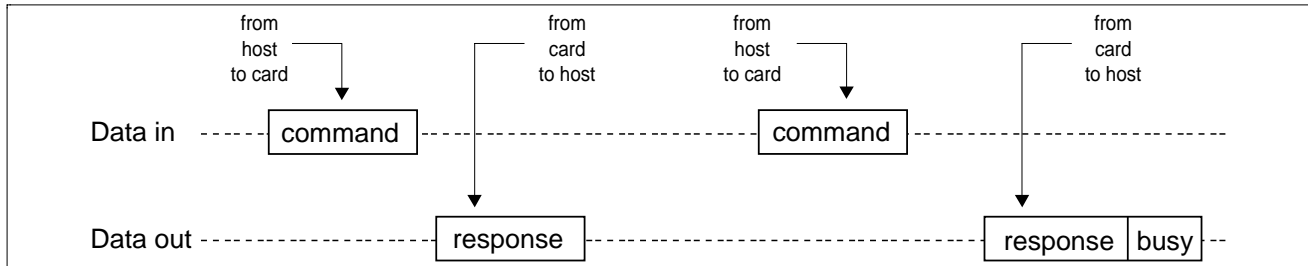 from
host
to card
from
card
to host
from
host
to card
from
card
to host
Data in
command
command
Data out
response
response
busy